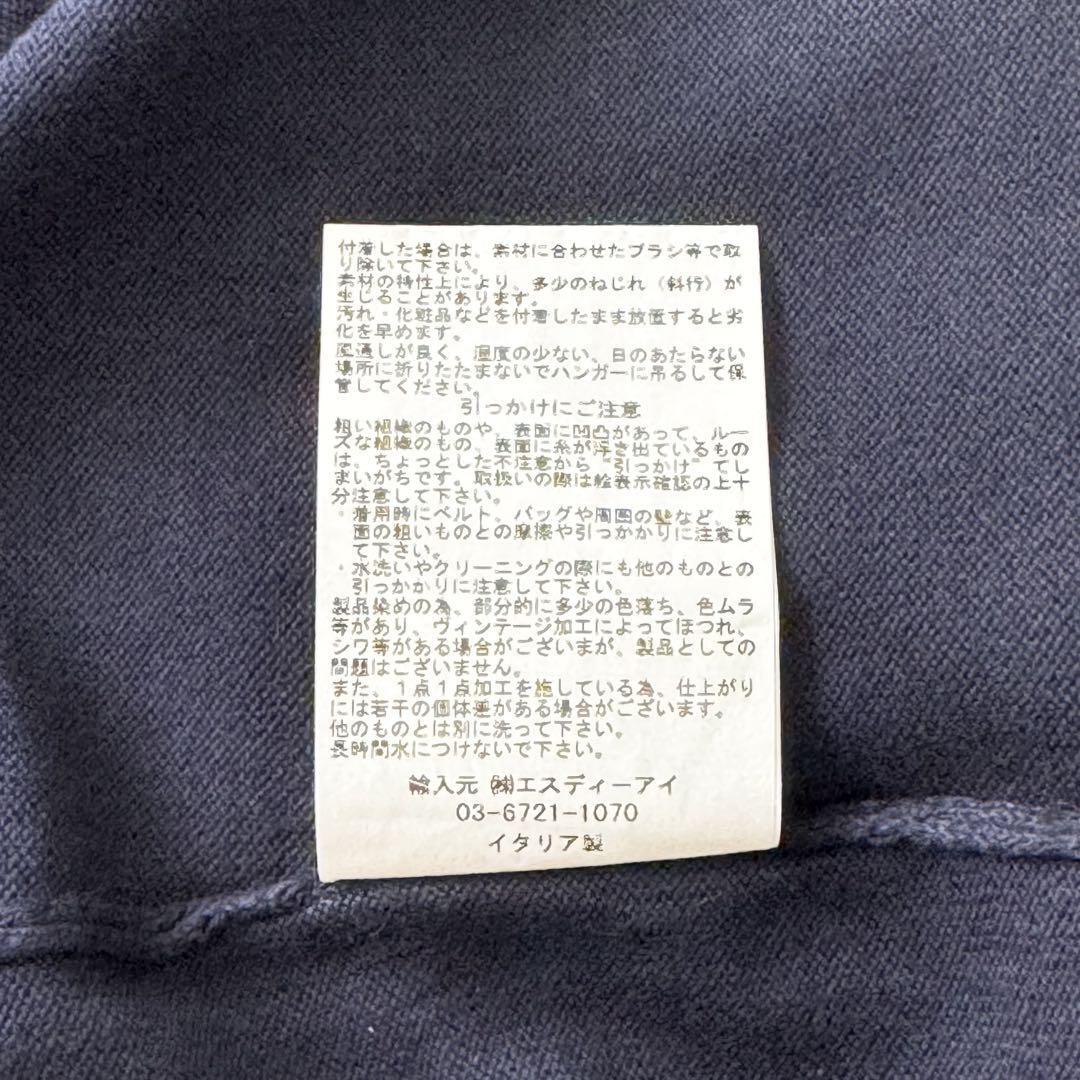 付着した場合は、素材に合わせたブラシ等で取
り除いて下さい。
素材の特性上により、多少のねじれ（斜行）が
生じることがあります。
汚れ・化粧品などを付着したまま放置すると劣
化を早めます。
風通しが良く、湿度の少ない、日のあたらない
場所に折りたたまないでハンガーに吊るして保
管してください。
引っかけにご注意
粗い組織のものや、表面に凹凸があって、ルー
ズな組織のもの、表面に糸が浮き出ているもの
は、ちょっとした不注意から"引っかけ"てし
まいがちです。取扱いの際は絵表示確認の上十
分注意して下さい。
・着用時にベルト、バッグや周囲の壁など、表
面の粗いものとの摩擦や引っかかりに注意し
て下さい。
・水洗いやクリーニングの際にも他のものとの
引っかかりに注意して下さい。
製品染めの為、部分的に多少の色落ち、色ムラ
等があり、ヴィンテージ加工によってほつれ、
シワ等がある場合がございまが、製品としての
問題はございません。
また、１点１点加工を施している為、仕上がり
には若干の個体差がある場合がございます。
他のものとは別に洗って下さい。
長時間水につけないで下さい。
輸入元 ㈱エスディーアイ
03-6721-1070
イタリア製